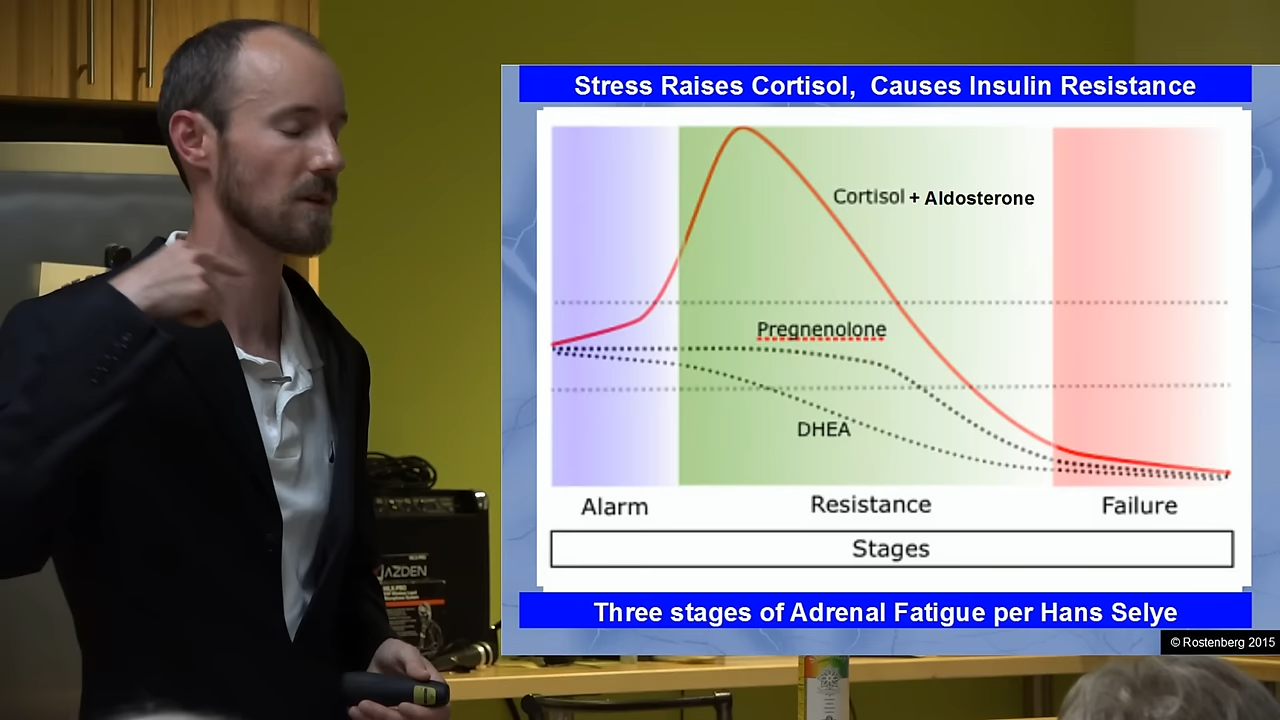 Stress Raises Cortisol, Causes Insulin Resistance
Cortisol + Aldosterone
Pregnenolone
DHEA
Alarm
Resistance
Failure
Stages
Three stages of Adrenal Fatigue per Hans Selye
© Rostenberg 2015
AZDEN